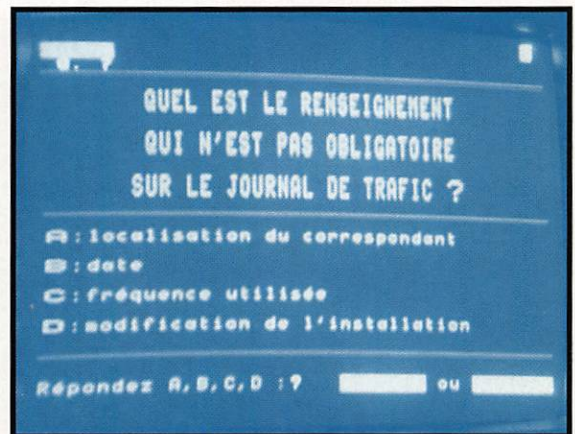 QUEL EST LE RENSEIGNEMENT
QUI N'EST PAS OBLIGATOIRE
SUR LE JOURNAL DE TRAFIC ?
A: localisation du correspondant
B: date
C: fréquence utilisée
D: modification de l'installation
Répondez A,B,C,D :? ou